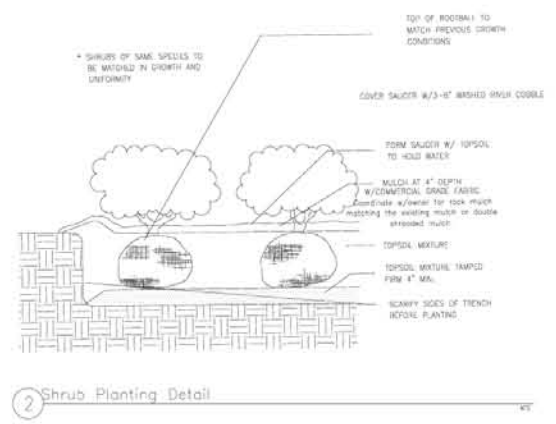 TOP OF ROOTBALL TO
MATCH PREVIOUS GROWTH
CONDITIONS
* SHRUBS OF SAME SPECIES TO
BE MATCHED IN GROWTH AND
UNIFORMITY
COVER SAUCER W/3-6" WASHED RIVER COBBLE
FORM SAUCER W/ TOPSOIL
TO HOLD WATER
MULCH AT 4" DEPTH
W/COMMERCIAL GRADE FABRIC
Coordinate w/owner for rock mulch
matching the existing mulch or double
shredded mulch
TOPSOIL MIXTURE
TOPSOIL MIXTURE TAMPED
FIRM 4" MIN.
SCARIFY SIDES OF TRENCH
BEFORE PLANTING
2 Shrub Planting Detail